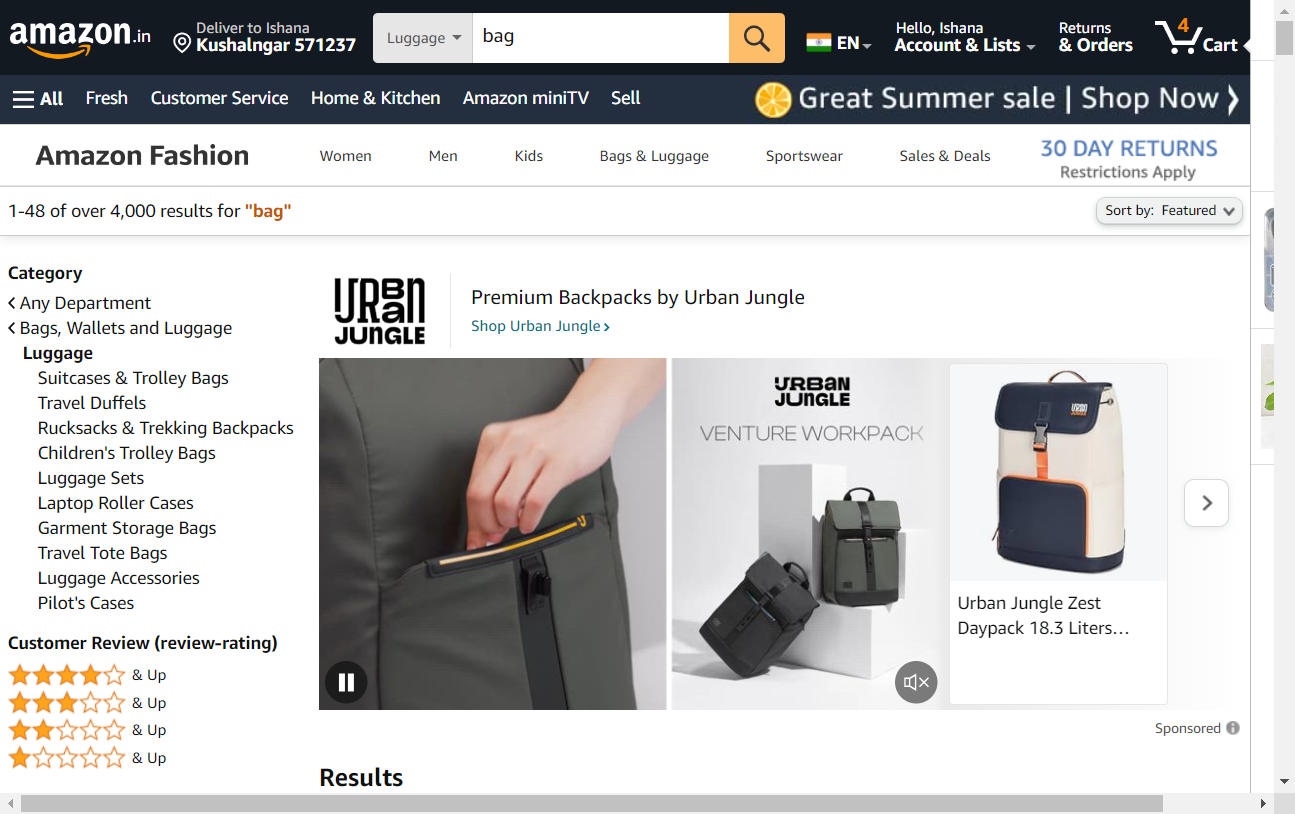 amazon.in
Deliver to Ishana
Kushalngar 571237
Luggage
bag
EN
Hello, Ishana
Account & Lists
Returns
& Orders
4
Cart
All
Fresh
Customer Service
Home & Kitchen
Amazon miniTV
Sell
Great Summer sale | Shop Now
Amazon Fashion
Women
Men
Kids
Bags & Luggage
Sportswear
Sales & Deals
30 DAY RETURNS
Restrictions Apply
1-48 of over 4,000 results for "bag"
Sort by: Featured
Category
Any Department
Bags, Wallets and Luggage
Luggage
Suitcases & Trolley Bags
Travel Duffels
Rucksacks & Trekking Backpacks
Children's Trolley Bags
Luggage Sets
Laptop Roller Cases
Garment Storage Bags
Travel Tote Bags
Luggage Accessories
Pilot's Cases
Customer Review (review-rating)
& Up
& Up
& Up
& Up
URBAN
JUNGLE
Premium Backpacks by Urban Jungle
Shop Urban Jungle
URBAN
JUNGLE
VENTURE WORKPACK
URBAN
JUNGLE
Urban Jungle Zest
Daypack 18.3 Liters…
Sponsored
Results